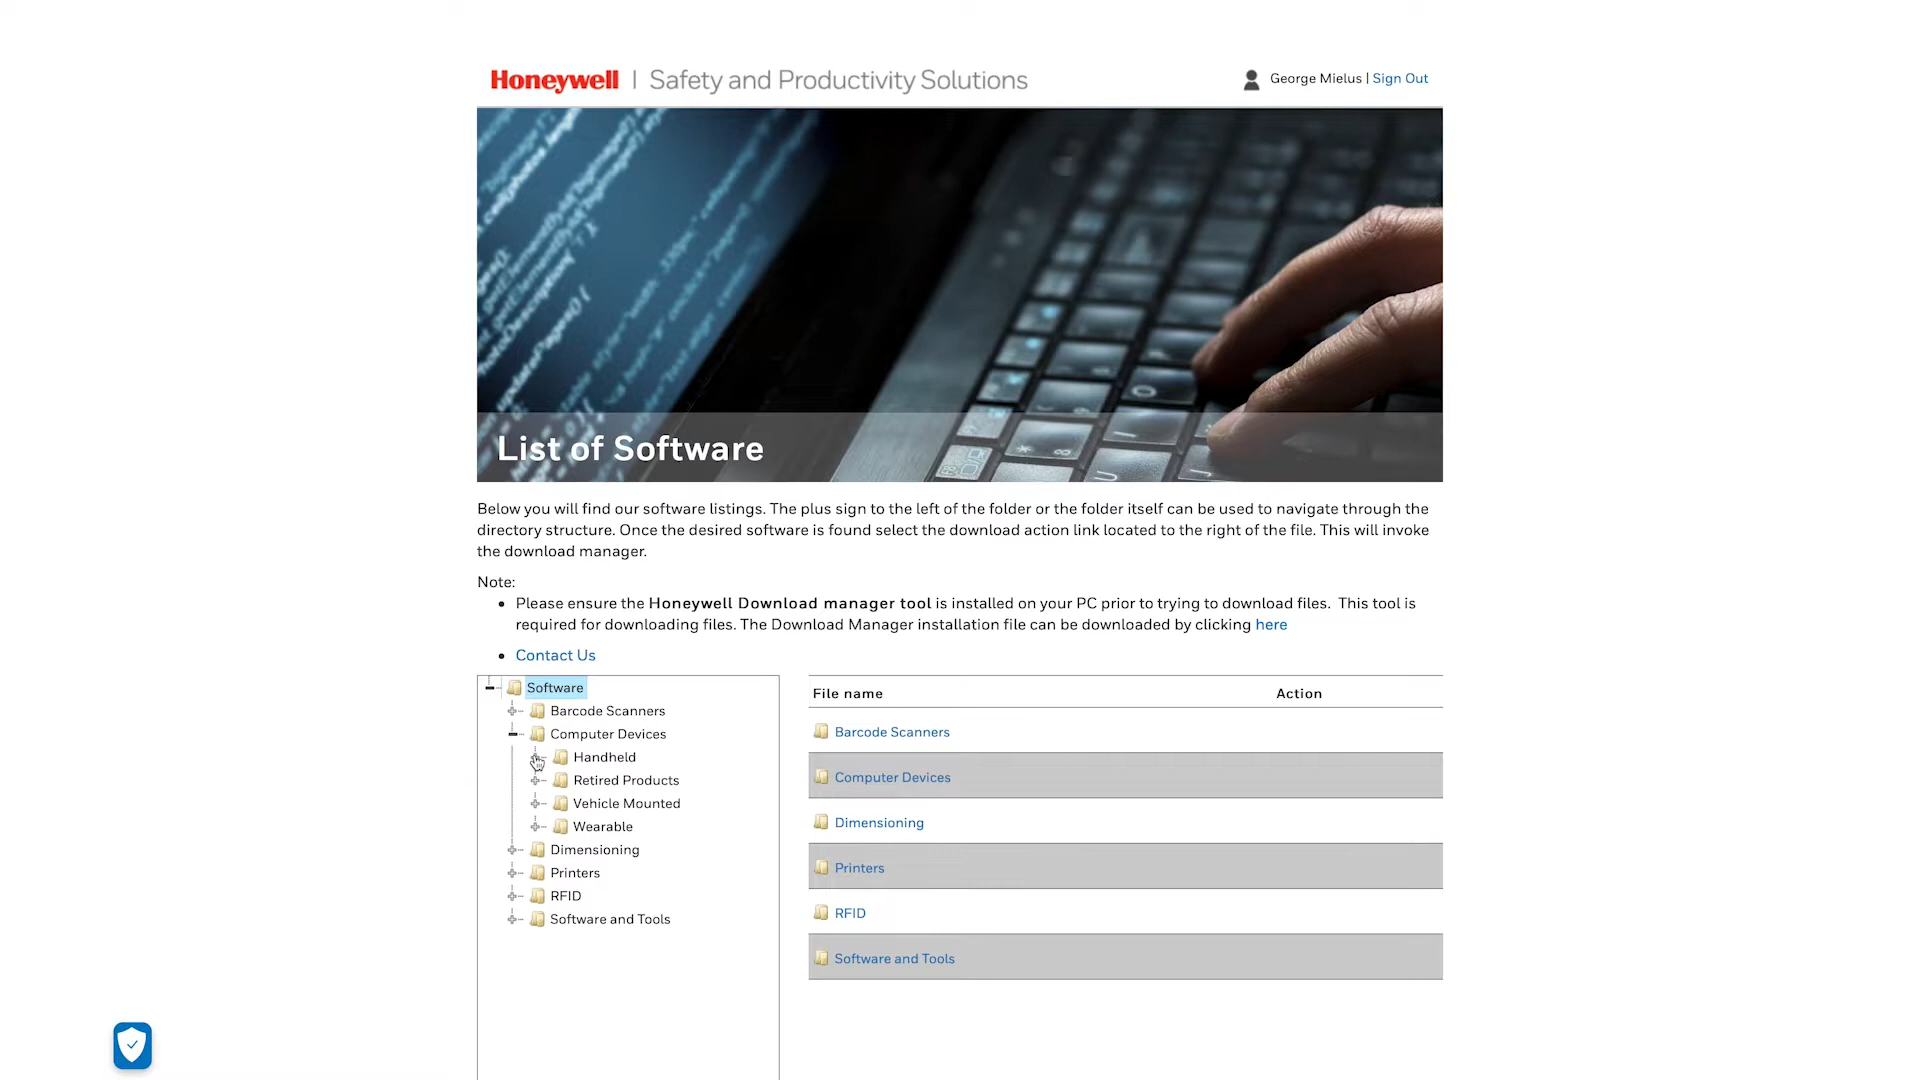 Honeywell | Safety and Productivity Solutions
George Mielus | Sign Out
List of Software
Below you will find our software listings. The plus sign to the left of the folder or the folder itself can be used to navigate through the
directory structure. Once the desired software is found select the download action link located to the right of the file. This will invoke
the download manager.
Note:
• Please ensure the Honeywell Download manager tool is installed on your PC prior to trying to download files. This tool is
required for downloading files. The Download Manager installation file can be downloaded by clicking here
• Contact Us
Software
Barcode Scanners
Computer Devices
Handheld
Retired Products
Vehicle Mounted
Wearable
Dimensioning
Printers
RFID
Software and Tools
File name Action
Barcode Scanners
Computer Devices
Dimensioning
Printers
RFID
Software and Tools